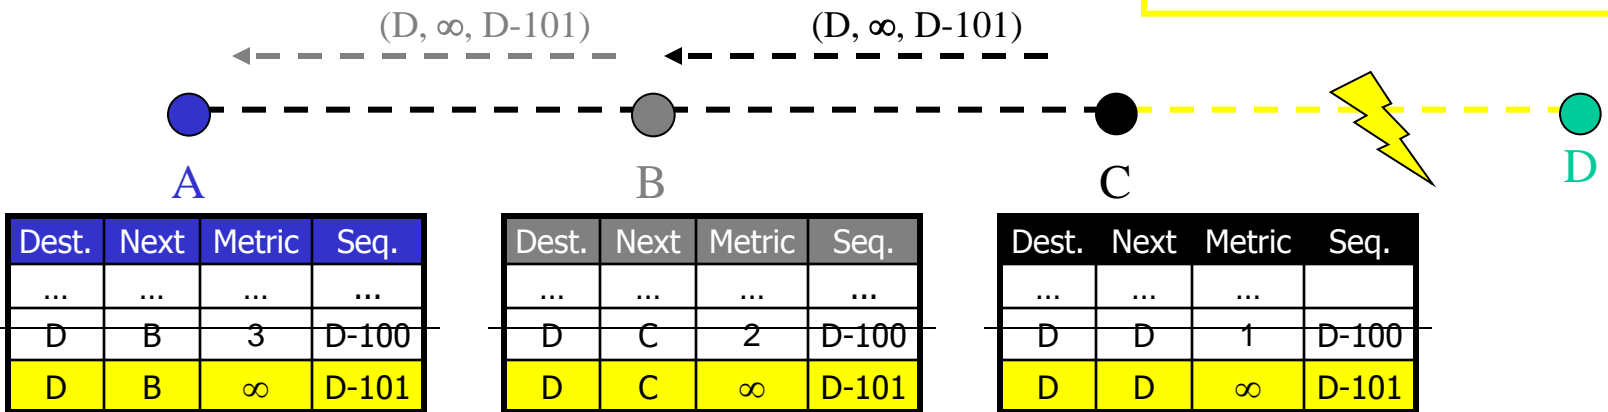 (D, ∞, D-101) (D, ∞, D-101)
A B C D
Dest. Next Metric Seq.
... ... ... ...
D B 3 D-100
D B ∞ D-101
Dest. Next Metric Seq.
... ... ... ...
D C 2 D-100
D C ∞ D-101
Dest. Next Metric Seq.
... ... ...
D D 1 D-100
D D ∞ D-101